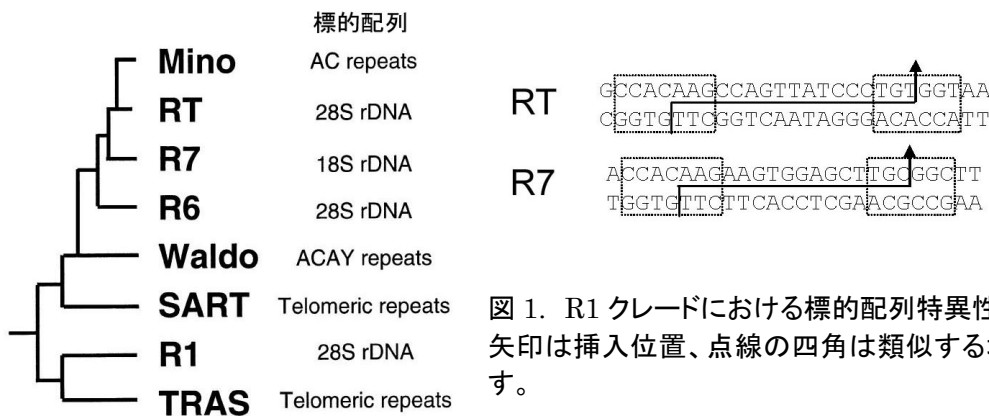 標的配列
Mino AC repeats
RT 28S rDNA
R7 18S rDNA
R6 28S rDNA
Waldo ACAY repeats
SART Telomeric repeats
R1 28S rDNA
TRAS Telomeric repeats
RT
GCCACAAGCCAGTTATCCCTGTGGTAA
CGGTGTTCGGTCAATAGGGACACCATT
R7
ACCACAAGAAGTGGAGCTTGCGGCTT
TGGTGTTCTTCACCTCGAACGCCGAA
図 1. R1 クレードにおける標的配列特異性
矢印は挿入位置、点線の四角は類似する
す。